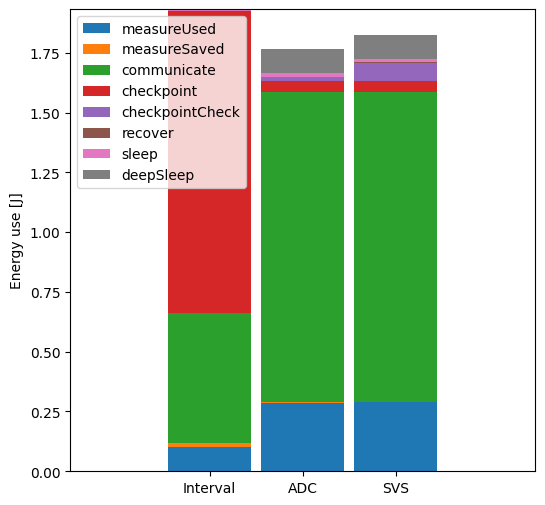 measureUsed
measureSaved
communicate
checkpoint
checkpointCheck
recover
sleep
deepSleep
Energy use [J]
1.75
1.50
1.25
1.00
0.75
0.50
0.25
0.00
Interval
ADC
SVS